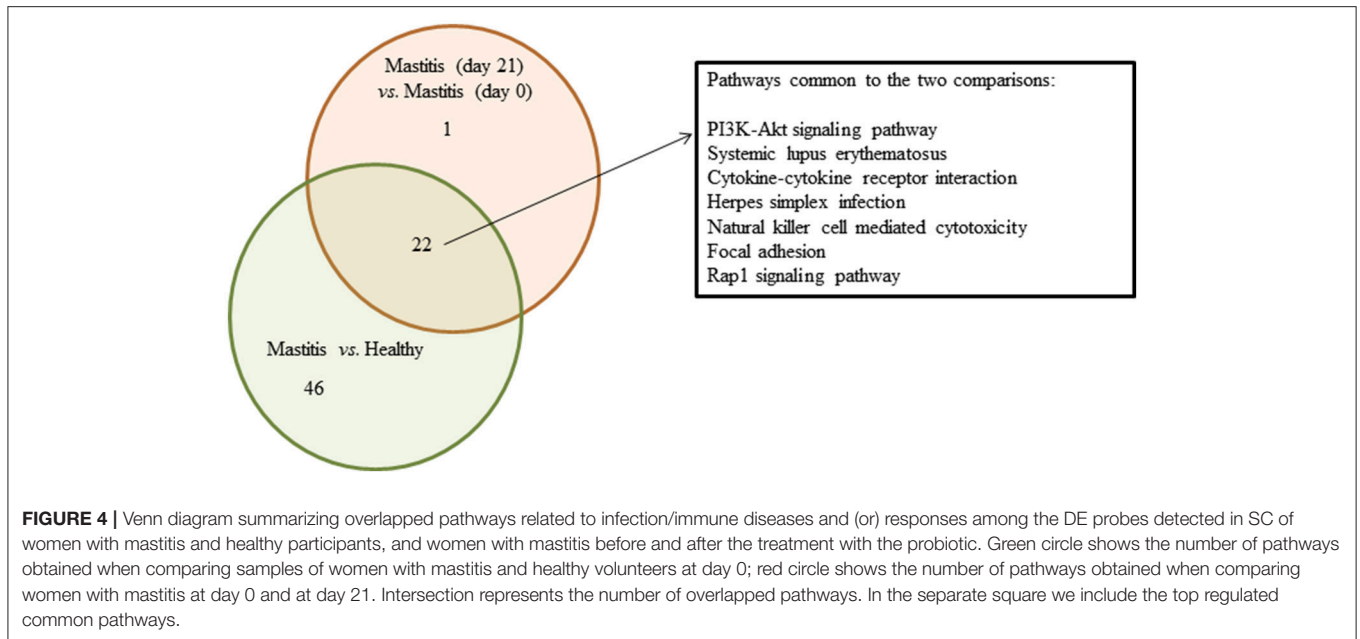 Mastitis (day 21)
vs. Mastitis (day 0)
1
22
Mastitis vs. Healthy
46
Pathways common to the two comparisons:
PI3K-Akt signaling pathway
Systemic lupus erythematosus
Cytokine-cytokine receptor interaction
Herpes simplex infection
Natural killer cell mediated cytotoxicity
Focal adhesion
Rap1 signaling pathway
FIGURE 4 | Venn diagram summarizing overlapped pathways related to infection/immune diseases and (or) responses among the DE probes detected in SC of
women with mastitis and healthy participants, and women with mastitis before and after the treatment with the probiotic. Green circle shows the number of pathways
obtained when comparing samples of women with mastitis and healthy volunteers at day 0; red circle shows the number of pathways obtained when comparing
women with mastitis at day 0 and at day 21. Intersection represents the number of overlapped pathways. In the separate square we include the top regulated
common pathways.